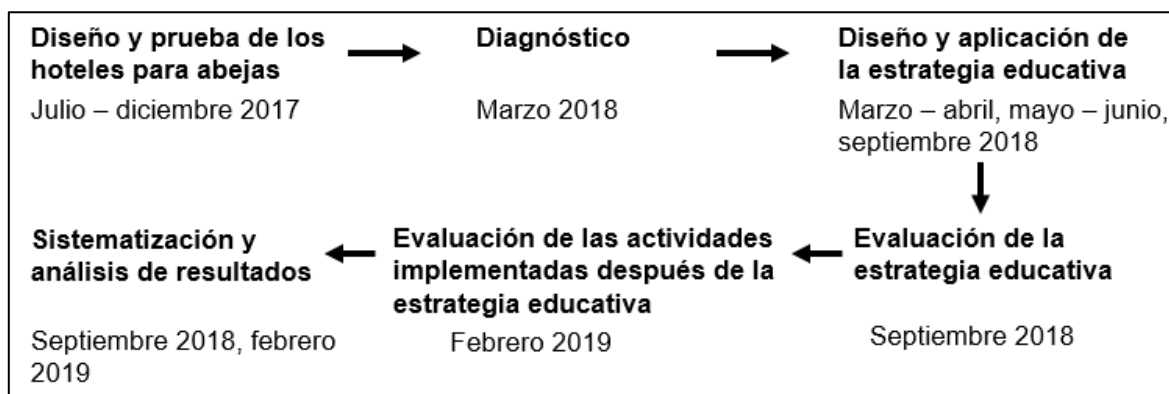 Diseño y prueba de los
hoteles para abejas
Julio – diciembre 2017
Diagnóstico
Marzo 2018
Diseño y aplicación de
la estrategia educativa
Marzo – abril, mayo – junio,
septiembre 2018
Evaluación de la
estrategia educativa
Septiembre 2018
Evaluación de las actividades
implementadas después de la
estrategia educativa
Febrero 2019
Sistematización y
análisis de resultados
Septiembre 2018, febrero
2019